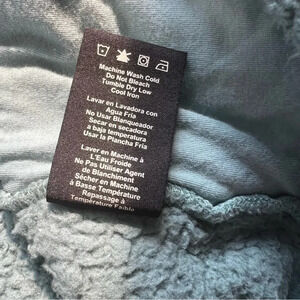 Machine Wash Cold
Do Not Bleach
Tumble Dry Low
Cool Iron
Lavar en Lavadora con
Agua Fría
No Usar Blanqueador
Secar en secadora
a baja temperatura
Usar la Plancha Fría
Laver en Machine à
L'Eau Froide
Ne Pas Utiliser Agent
de Blanchiment
Sécher en Machine
à Basse Température
Repassage à
Température Faible